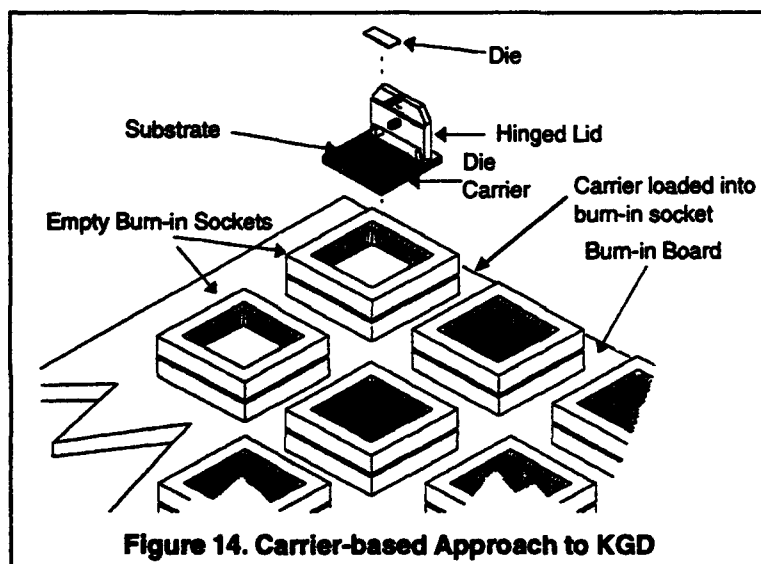 Die
Substrate
Hinged Lid
Die
Carrier
Carrier loaded into
burn-in socket
Empty Burn-in Sockets
Burn-in Board
Figure 14. Carrier-based Approach to KGD